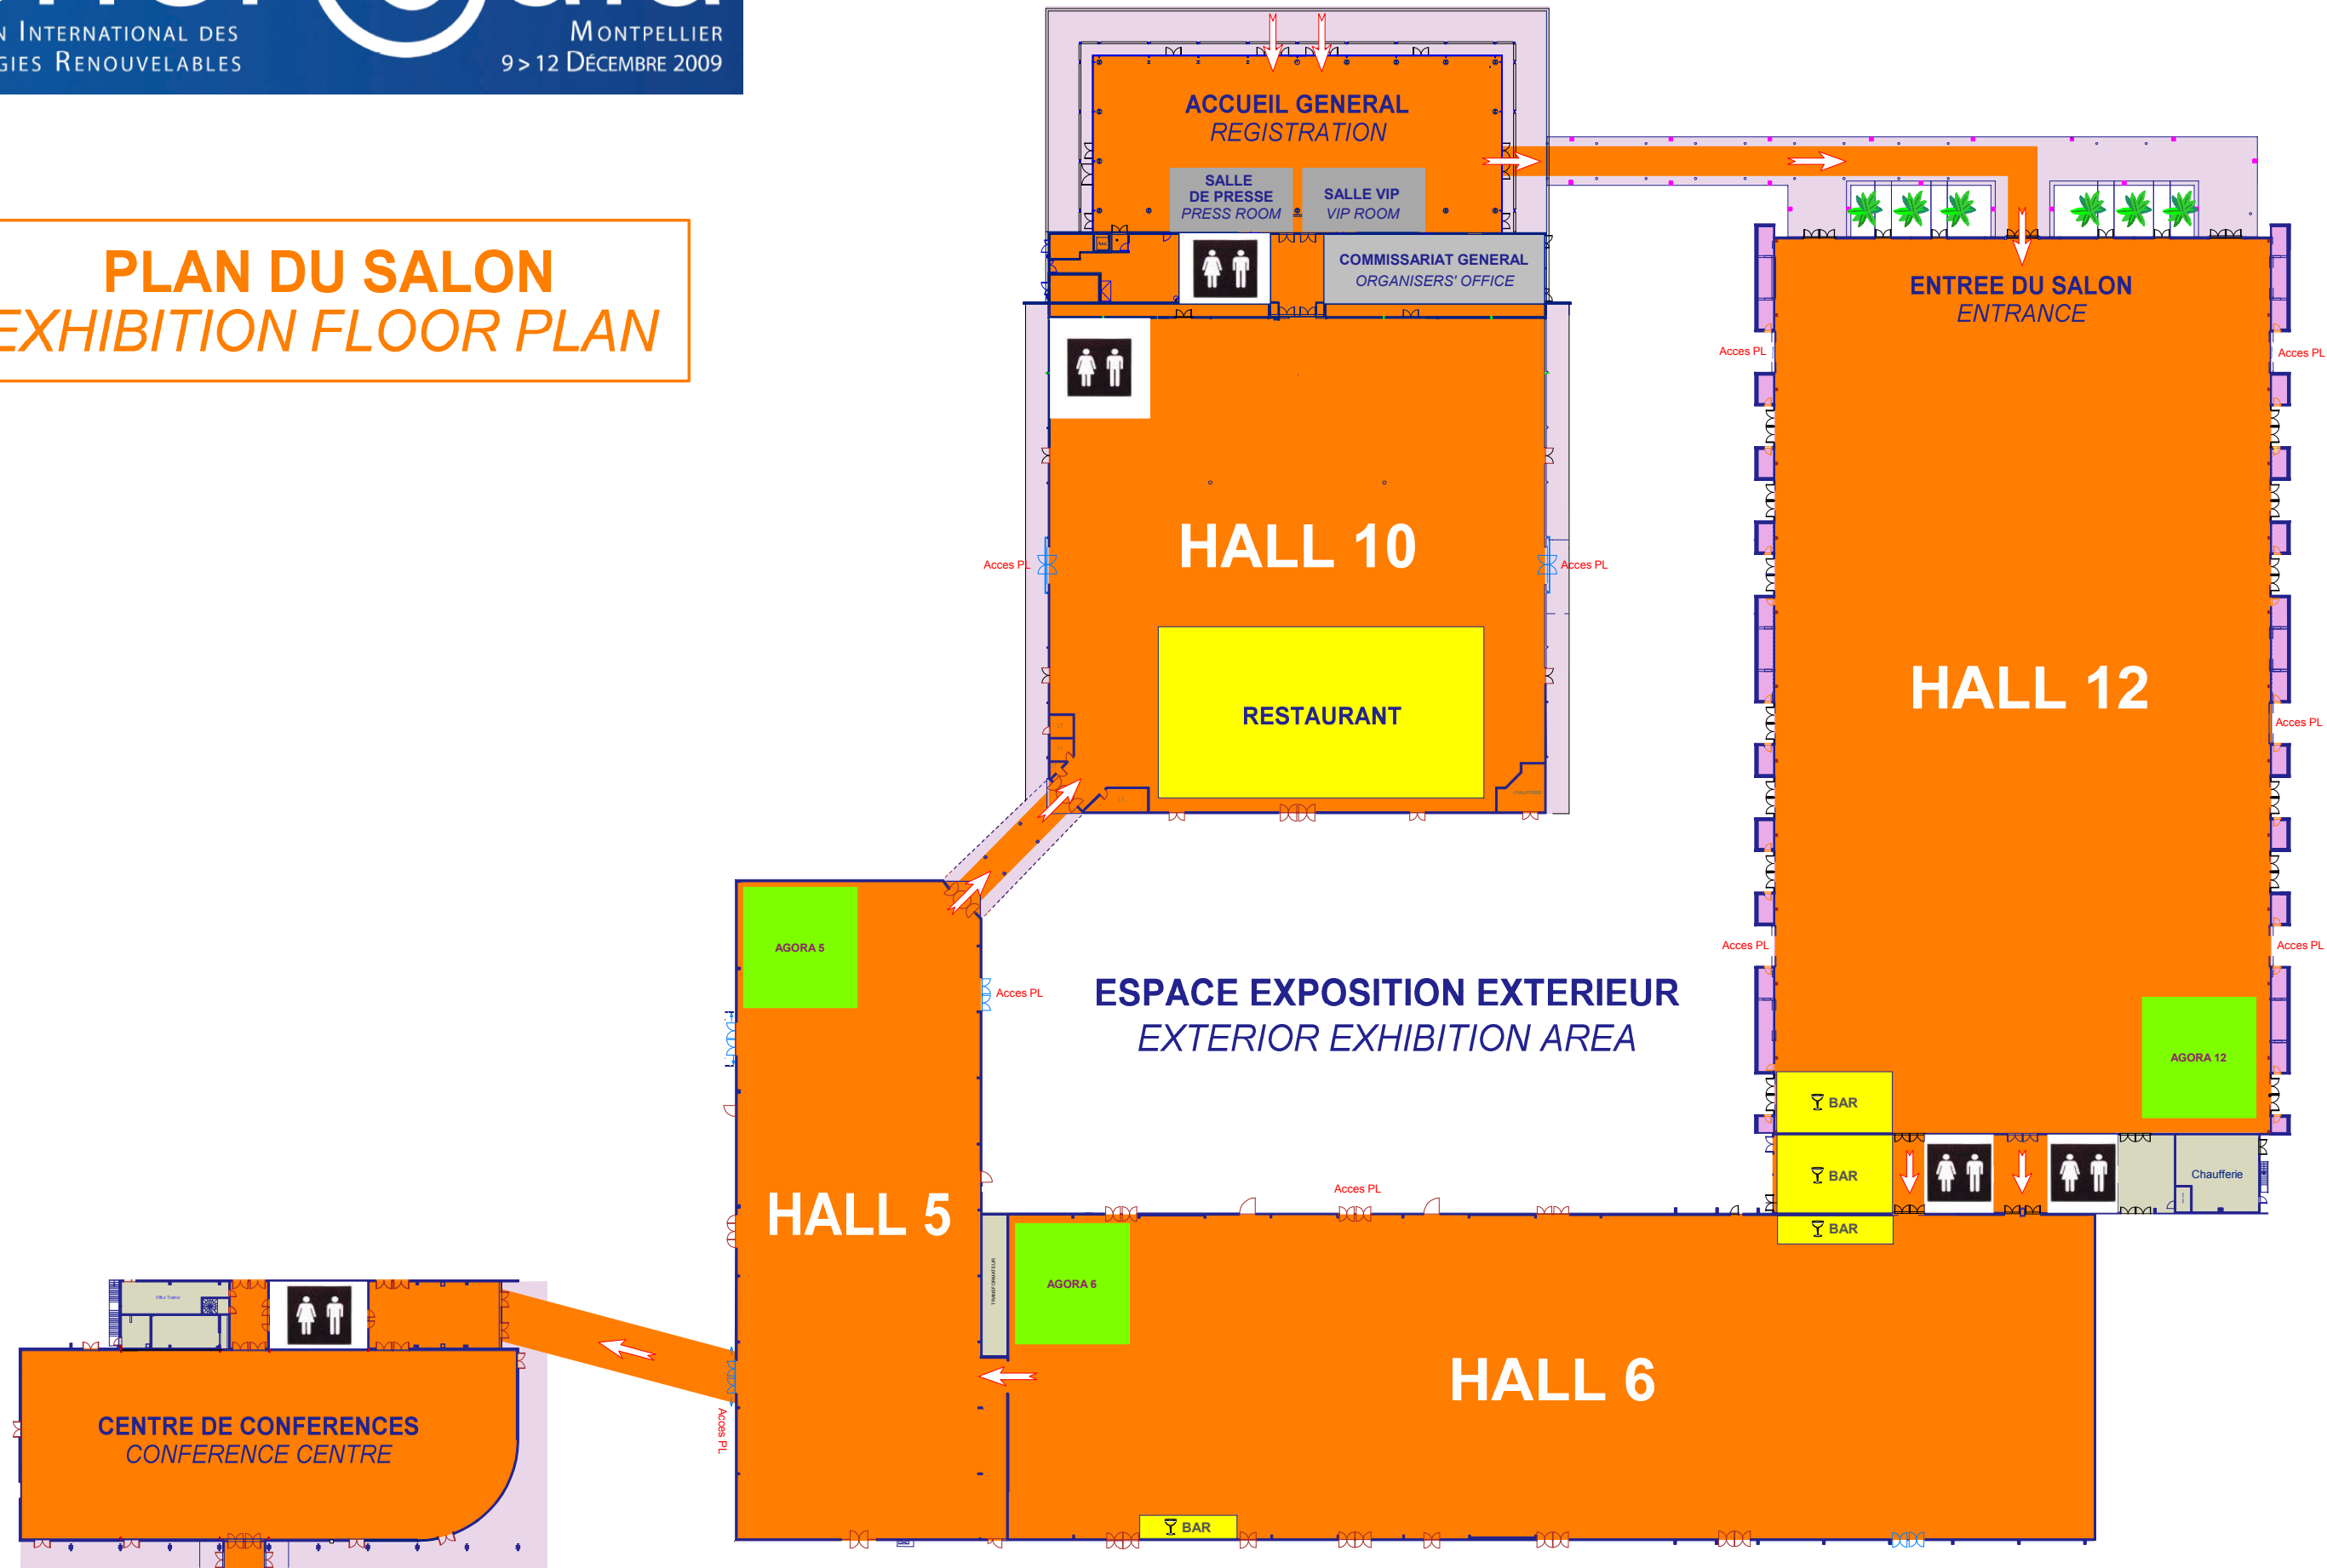 INTERNATIONAL DES
RENOUVELABLES
MONTPELLIER
9 > 12 DÉCEMBRE 2009
PLAN DU SALON
EXHIBITION FLOOR PLAN
ACCUEIL GENERAL
REGISTRATION
SALLE
DE PRESSE
PRESS ROOM
SALLE VIP
VIP ROOM
COMMISSARIAT GENERAL
ORGANISERS' OFFICE
ENTREE DU SALON
ENTRANCE
Acces PL
Acces PL
HALL 10
Acces PL
Acces PL
RESTAURANT
CHAUFFERIE
HALL 12
Acces PL
Acces PL
Acces PL
AGORA 5
Acces PL
ESPACE EXPOSITION EXTERIEUR
EXTERIOR EXHIBITION AREA
AGORA 12
BAR
BAR
BAR
Chaufferie
HALL 5
Acces PL
TRANSFORMATEUR
AGORA 6
HALL 6
Acces PL
BAR
CENTRE DE CONFERENCES
CONFERENCE CENTRE